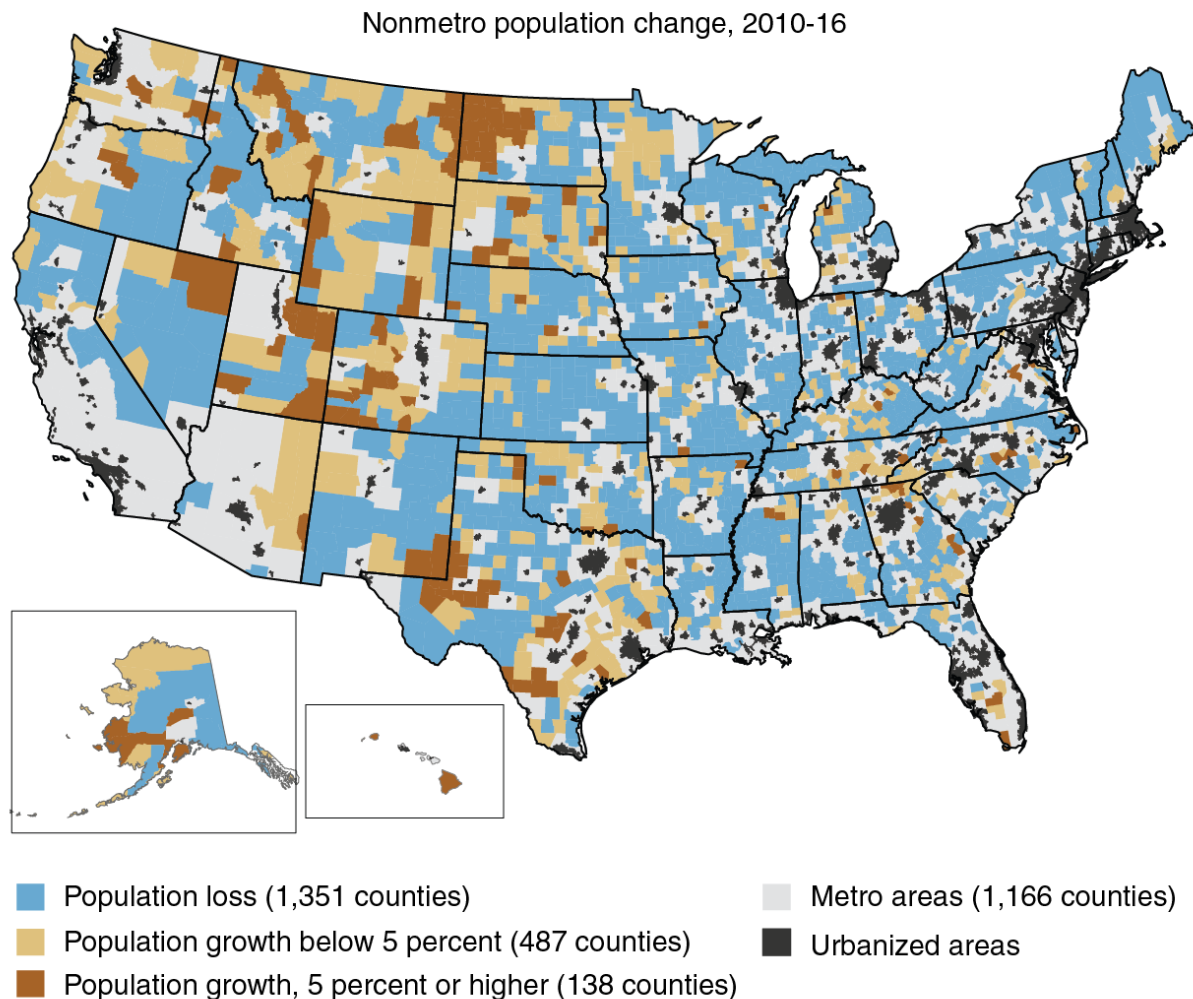 Nonmetro population change, 2010-16
Population loss (1,351 counties)
Population growth below 5 percent (487 counties)
Population growth, 5 percent or higher (138 counties)
Metro areas (1,166 counties)
Urbanized areas